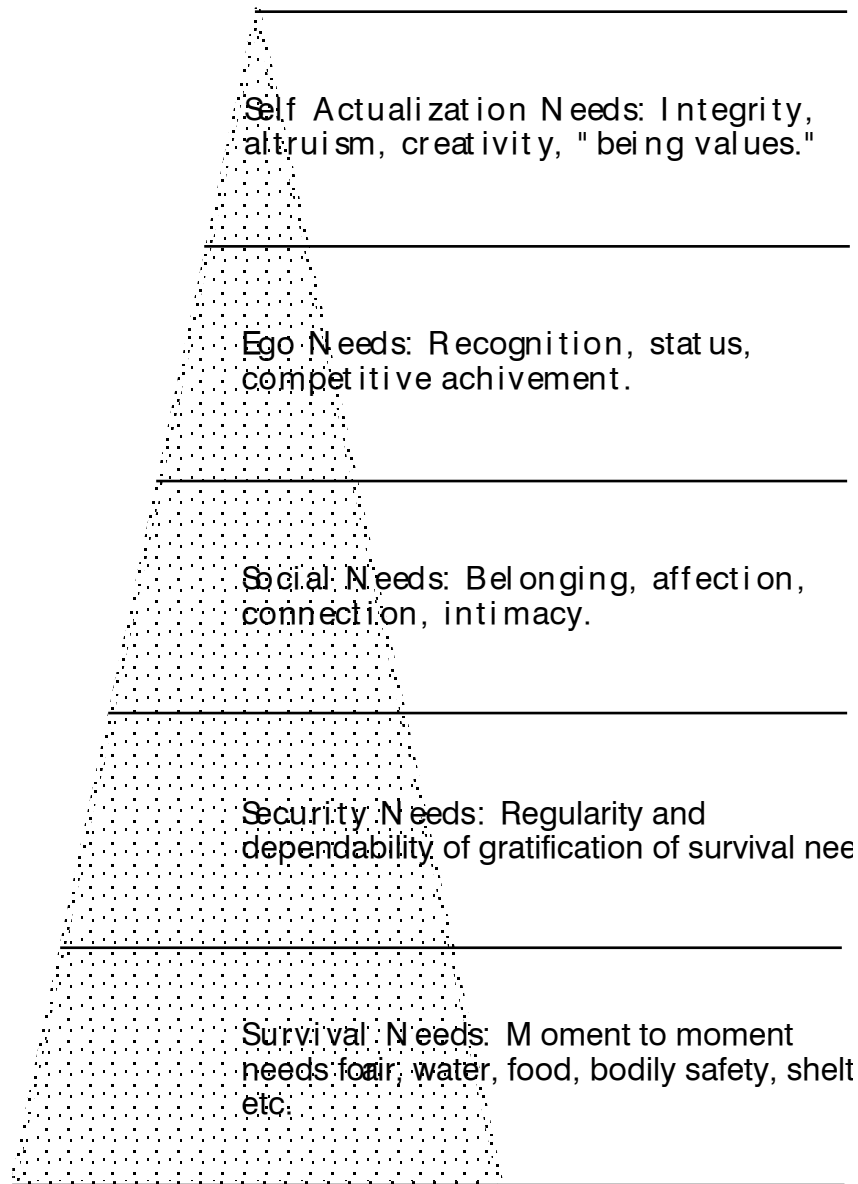 Self Actualization Needs: Integrity,
altruism, creativity, "being values."
Ego Needs: Recognition, status,
competitive achivement.
Social Needs: Belonging, affection,
connection, intimacy.
Security Needs: Regularity and
dependability of gratification of survival nee
Survival Needs: Moment to moment
needs for air, water, food, bodily safety, shelt
etc.